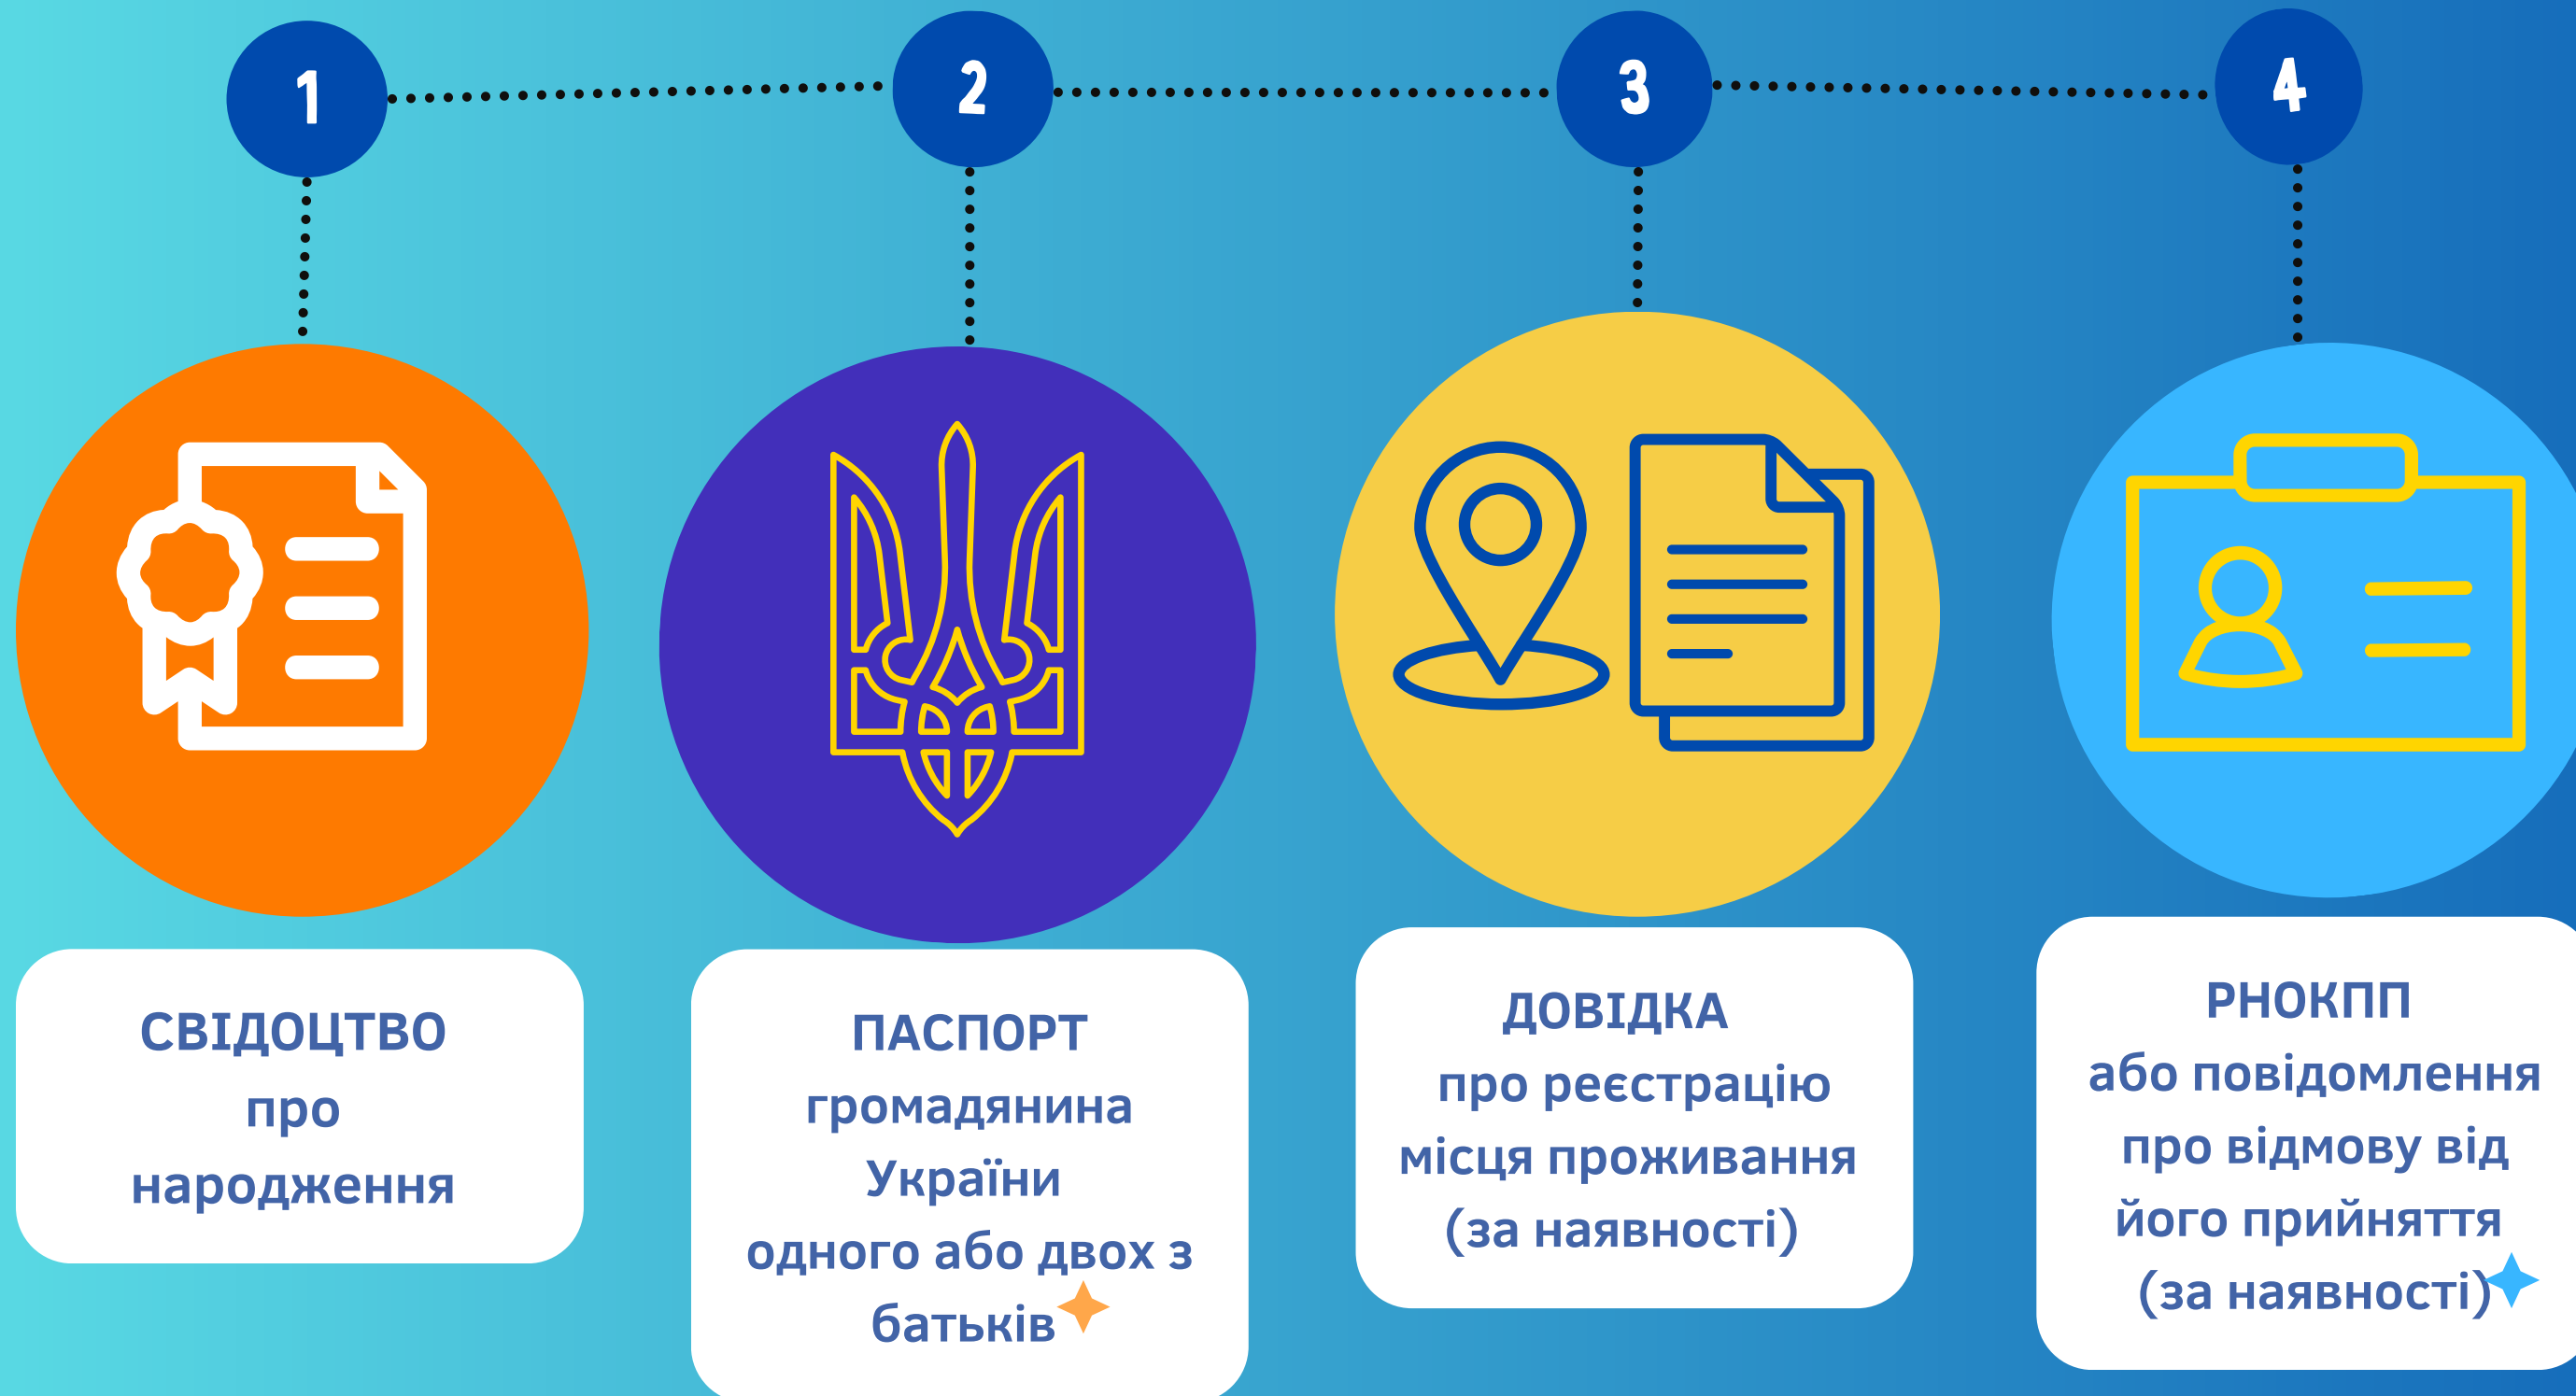 1
2
3
4
СВІДОЦТВО
про
народження
ПАСПОРТ
громадянина
України
одного або двох з
батьків
ДОВІДКА
про реєстрацію
місця проживання
(за наявності)
РНОКПП
або повідомлення
про відмову від
його прийняття
(за наявності)